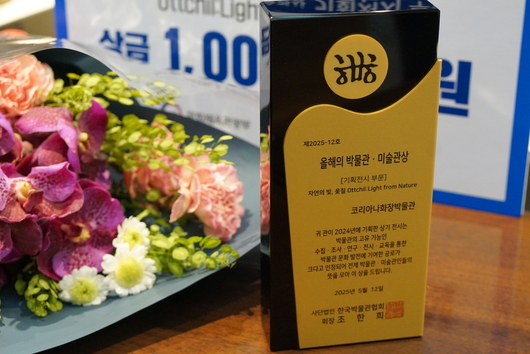 Ottchil:Light
상금 1,00
원
제2025-12호
올해의 박물관·미술관상
[기획전시 부문]
자연의 빛, 옻칠 Ottchil:Light from Nature
코리아나화장박물관
귀 관이 2024년에 기획한 상기 전시는
박물관의 고유 기능인
수집·조사·연구·전시·교육을 통한
박물관 문화 발전에 기여한 공로가
크다고 인정되어 전체 박물관·미술관인들의
뜻을 모아 이 상을 드립니다.
2025년 5월 12일
사단법인 한국박물관협회
회장 조 한 희